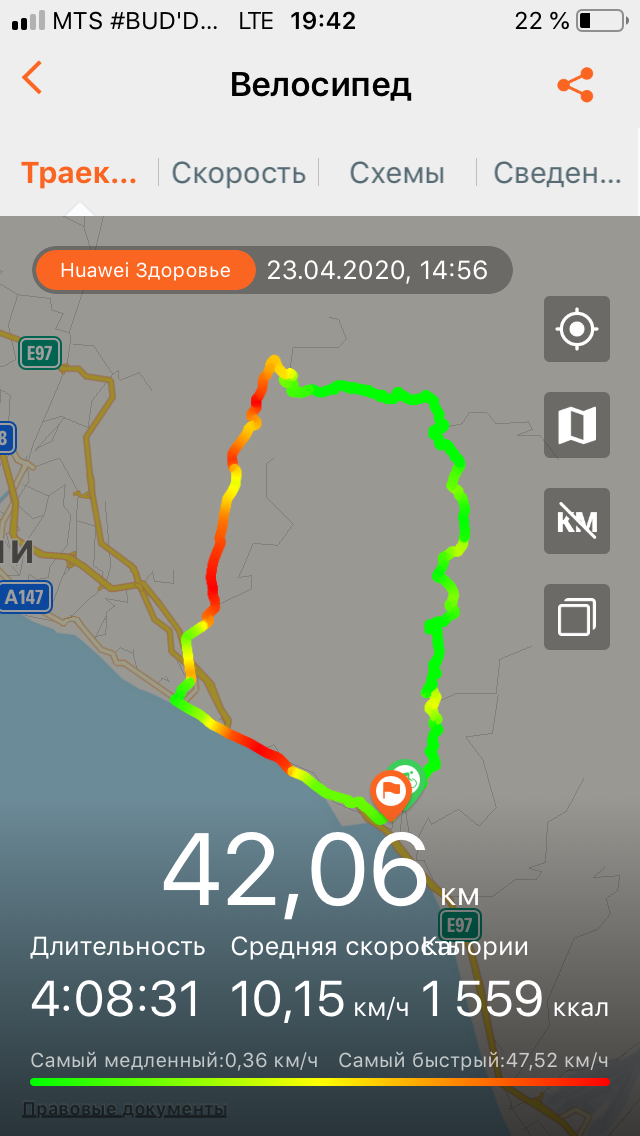 MTS #BUD'D... LTE 19:42 22 %
Велосипед
Траек... Скорость Схемы Сведен...
Huawei Здоровье 23.04.2020, 14:56
E97
8
КМ
и
A147
42,06 км
E97
Длительность Средняя скорость Калории
4:08:31 10,15 км/ч 1 559 ккал
Самый медленный:0,36 км/ч Самый быстрый:47,52 км/ч
Правовые документы